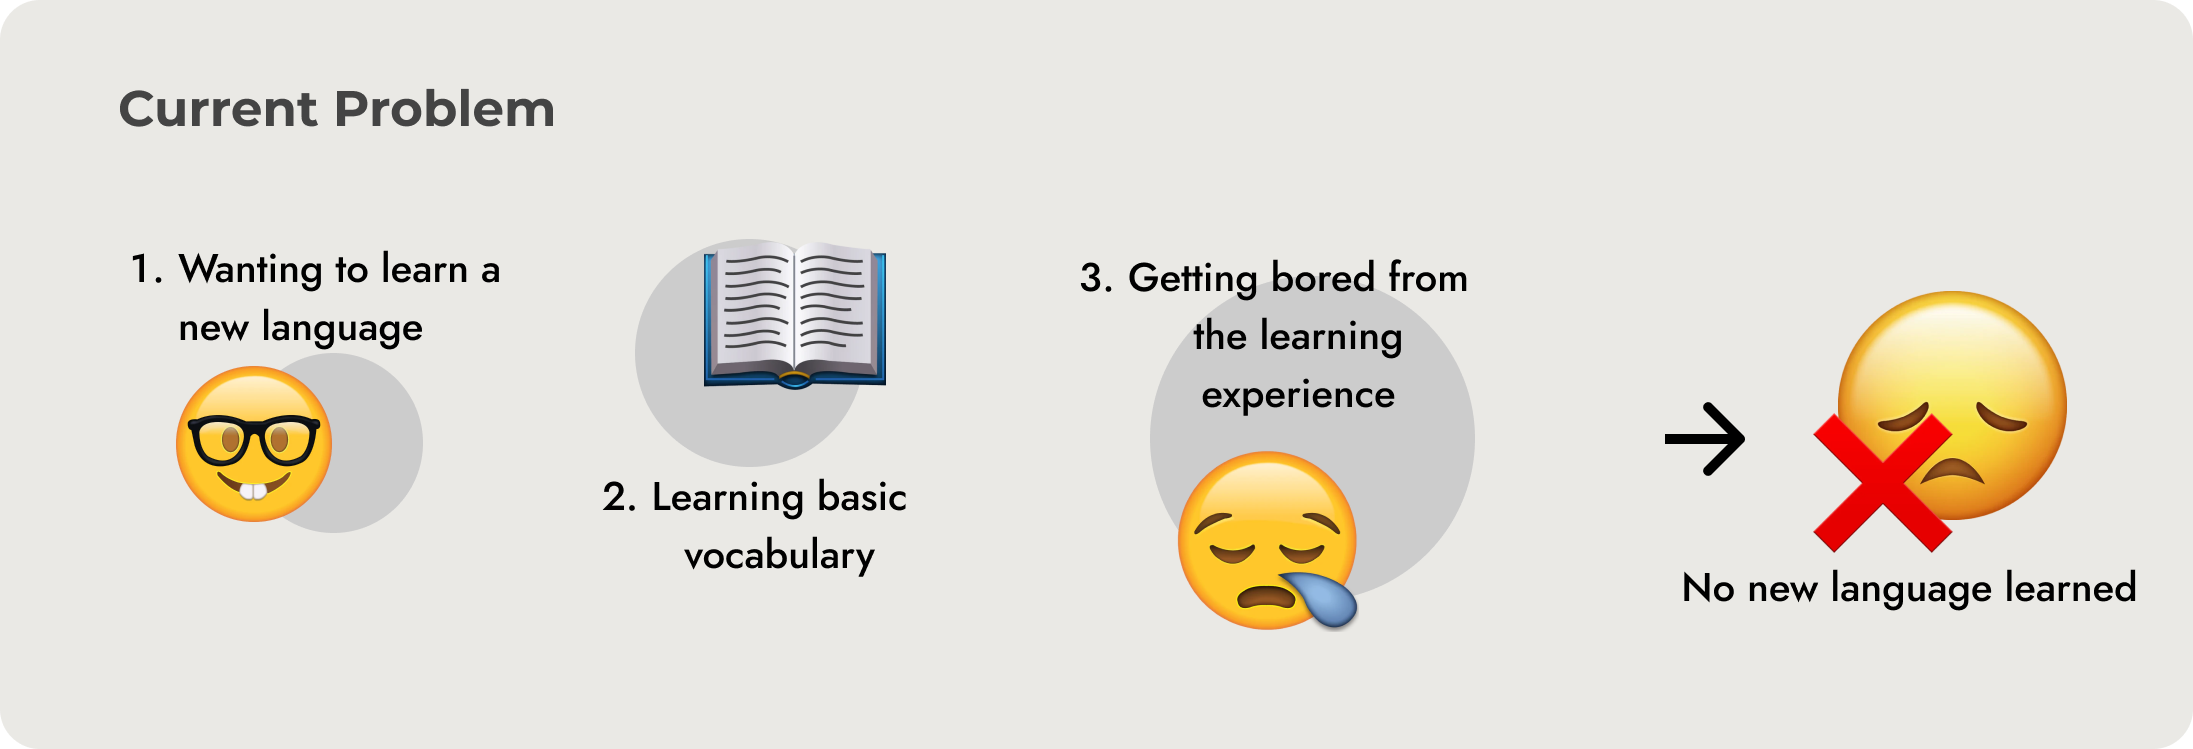 Current Problem
1. Wanting to learn a
new language
2. Learning basic
vocabulary
3. Getting bored from
the learning
experience
No new language learned